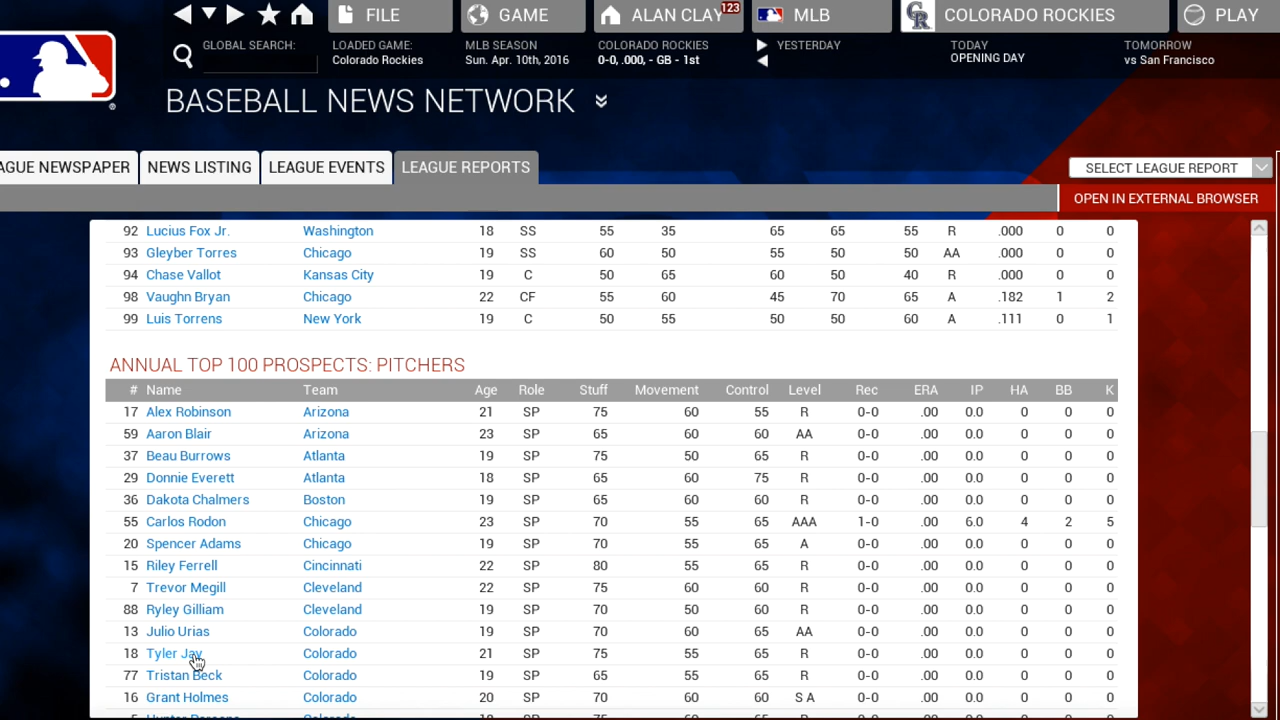 FILE GAME ALAN CLAY 123 MLB COLORADO ROCKIES PLAY
GLOBAL SEARCH: LOADED GAME: MLB SEASON COLORADO ROCKIES YESTERDAY TODAY TOMORROW
Colorado Rockies Sun. Apr. 10th, 2016 0-0, .000, - GB - 1st OPENING DAY vs San Francisco
BASEBALL NEWS NETWORK
AGUE NEWSPAPER NEWS LISTING LEAGUE EVENTS LEAGUE REPORTS SELECT LEAGUE REPORT
OPEN IN EXTERNAL BROWSER
92 Lucius Fox Jr. Washington 18 SS 55 35 65 65 55 R .000 0 0
93 Gleyber Torres Chicago 19 SS 60 50 55 50 50 AA .000 0 0
94 Chase Vallot Kansas City 19 C 50 65 60 50 40 R .000 0 0
98 Vaughn Bryan Chicago 22 CF 55 60 45 70 65 A .182 1 2
99 Luis Torrens New York 19 C 50 55 50 50 60 A .111 0 1
ANNUAL TOP 100 PROSPECTS: PITCHERS
# Name Team Age Role Stuff Movement Control Level Rec ERA IP HA BB K
17 Alex Robinson Arizona 21 SP 75 60 55 R 0-0 .00 0.0 0 0 0
59 Aaron Blair Arizona 23 SP 65 60 60 AA 0-0 .00 0.0 0 0 0
37 Beau Burrows Atlanta 19 SP 75 50 65 R 0-0 .00 0.0 0 0 0
29 Donnie Everett Atlanta 18 SP 65 60 75 R 0-0 .00 0.0 0 0 0
36 Dakota Chalmers Boston 19 SP 65 60 60 R 0-0 .00 0.0 0 0 0
55 Carlos Rodon Chicago 23 SP 70 55 65 AAA 1-0 .00 6.0 4 2 5
20 Spencer Adams Chicago 19 SP 70 55 65 A 0-0 .00 0.0 0 0 0
15 Riley Ferrell Cincinnati 22 SP 80 55 65 R 0-0 .00 0.0 0 0 0
7 Trevor Megill Cleveland 22 SP 75 60 60 R 0-0 .00 0.0 0 0 0
88 Ryley Gilliam Cleveland 19 SP 70 50 60 R 0-0 .00 0.0 0 0 0
13 Julio Urias Colorado 19 SP 70 60 65 AA 0-0 .00 0.0 0 0 0
18 Tyler Jay Colorado 21 SP 75 55 65 R 0-0 .00 0.0 0 0 0
77 Tristan Beck Colorado 19 SP 65 55 65 R 0-0 .00 0.0 0 0 0
16 Grant Holmes Colorado 20 SP 70 60 60 S A 0-0 .00 0.0 0 0 0